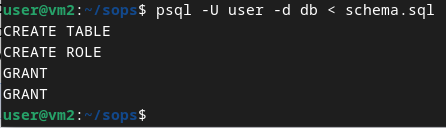 user@vm2:~/sops$ psql -U user -d db < schema.sql
CREATE TABLE
CREATE ROLE
GRANT
GRANT
user@vm2:~/sops$